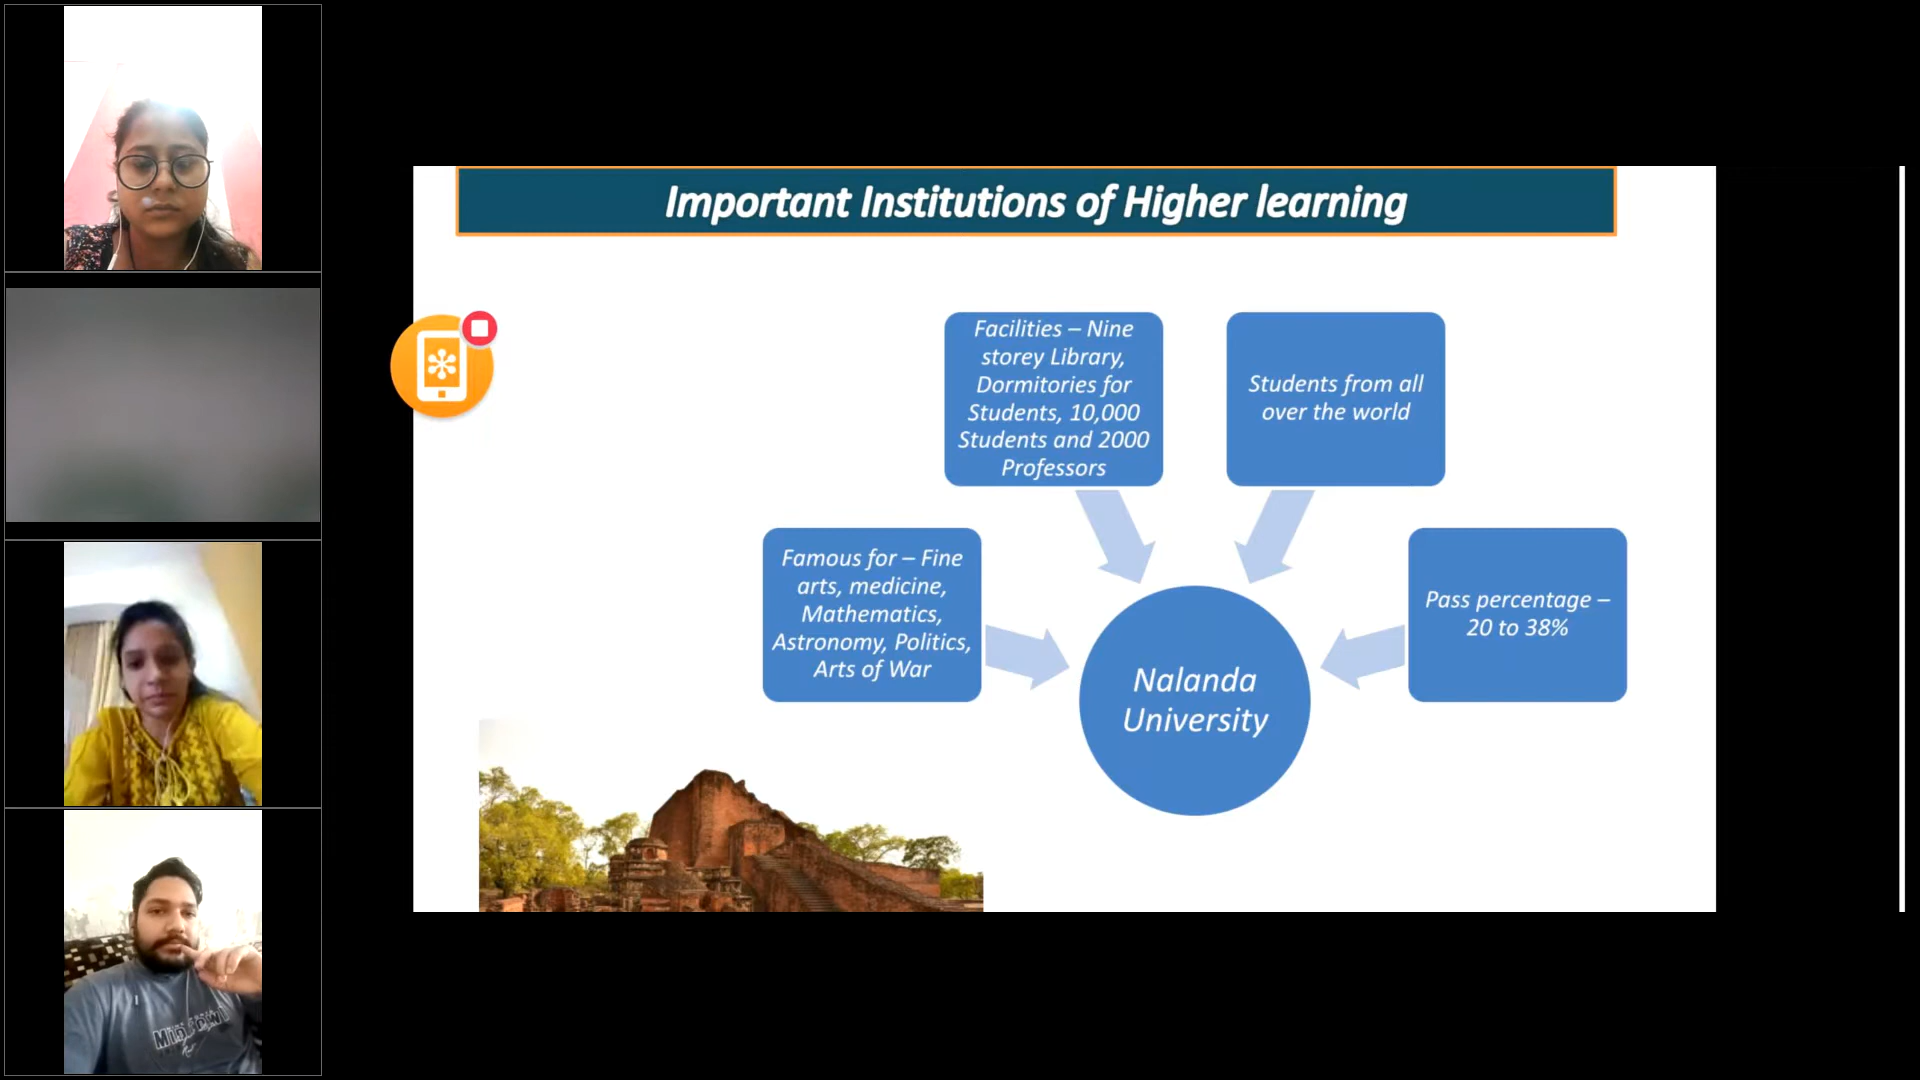 Important Institutions of Higher learning
Facilities – Nine
storey Library,
Dormitories for
Students, 10,000
Students and 2000
Professors
Students from all
over the world
Famous for – Fine
arts, medicine,
Mathematics,
Astronomy, Politics,
Arts of War
Pass percentage –
20 to 38%
Nalanda
University